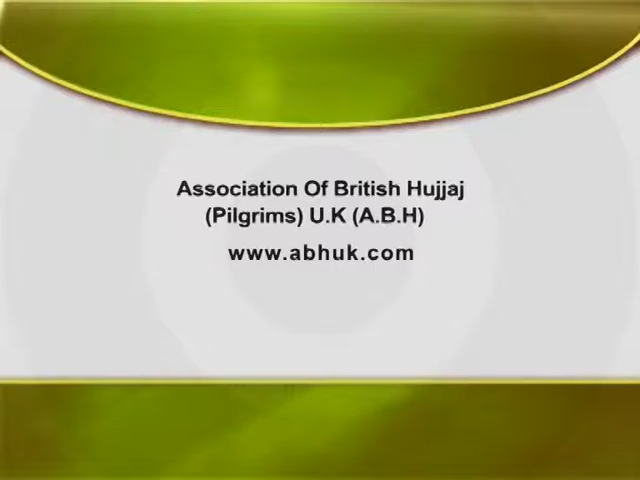 Association Of British Hujjaj
(Pilgrims) U.K (A.B.H)
www.abhuk.com